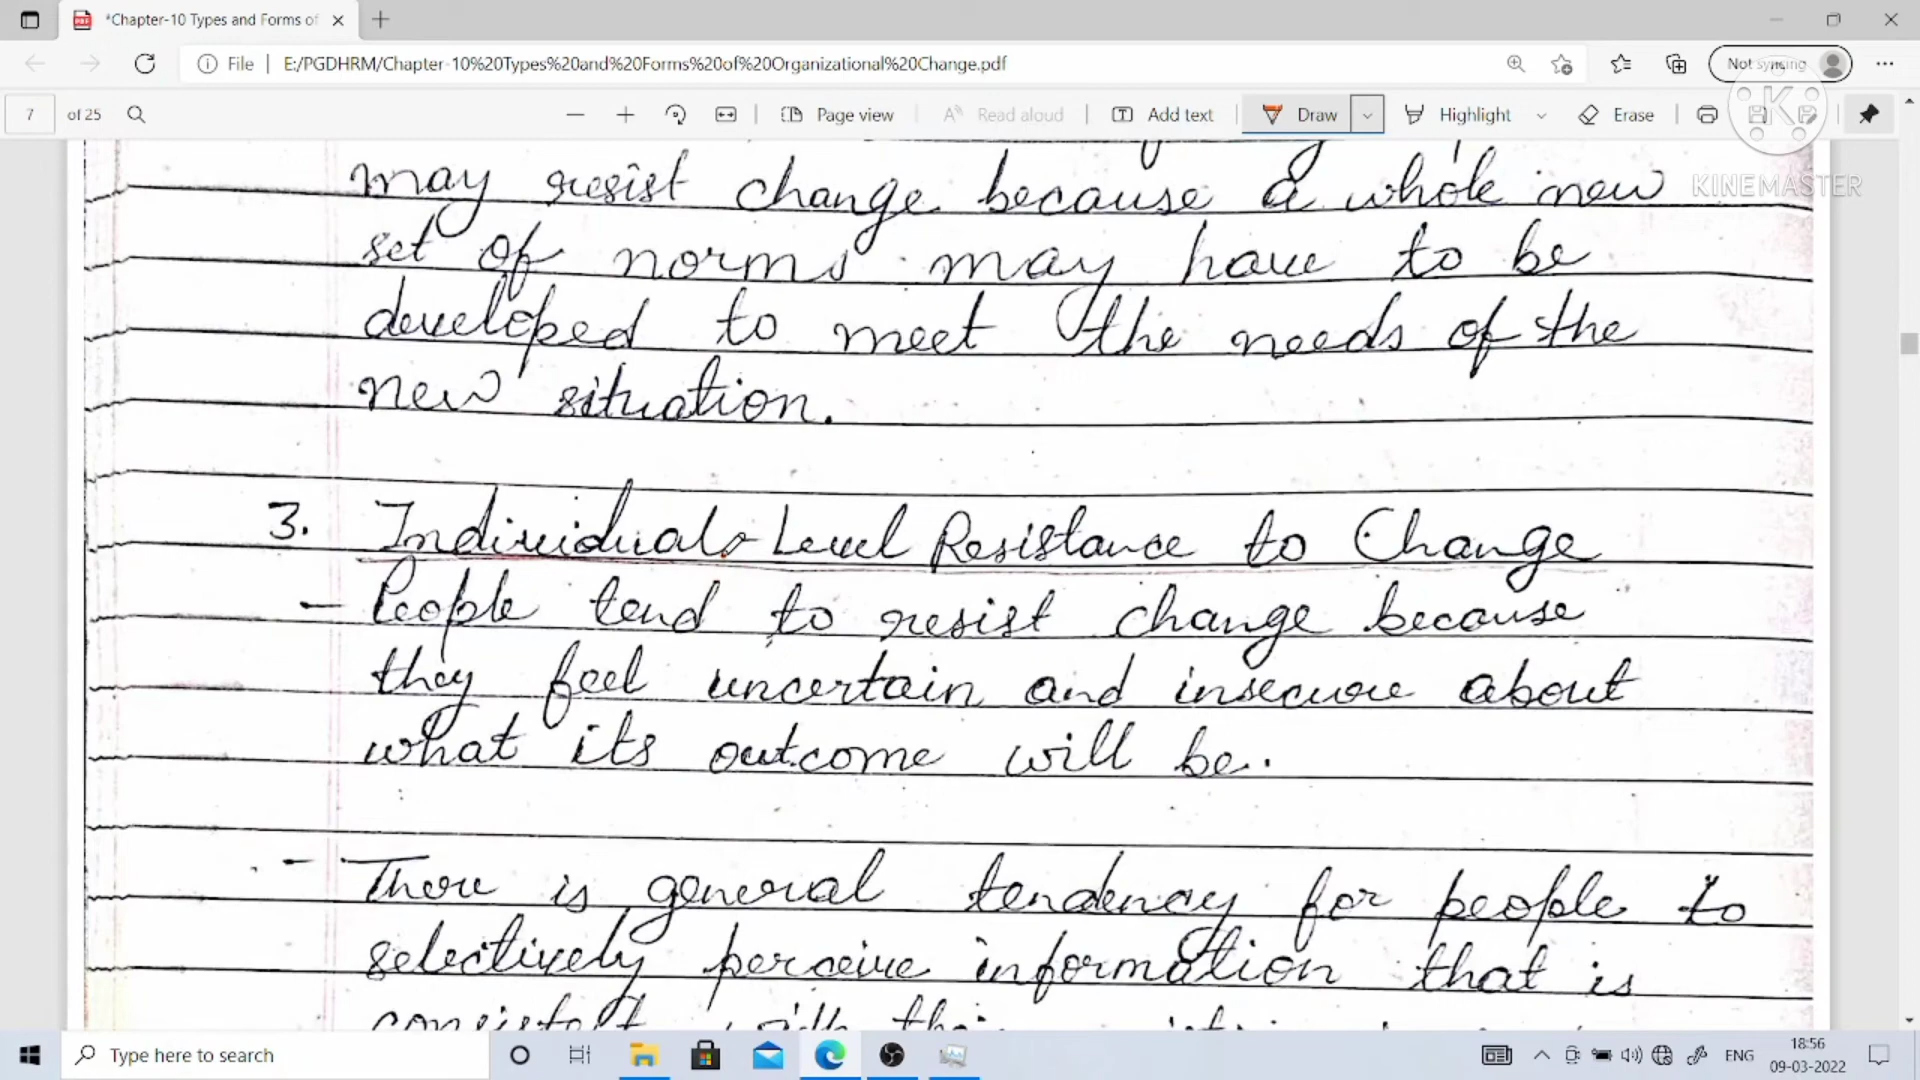 *Chapter-10 Types and Forms of
File
E:/PGDHRM/Chapter-10%20Types%20and%20Forms%20of%20Organizational%20Change.pdf
Not syncing
7 of 25
Page view
Read aloud
Add text
Draw
Highlight
Erase
KINEMASTER
may resist change because a whole new
set of norms may have to be
developed to meet the needs of the
new situation.
3. Individual-Level Resistance to Change
- People tend to resist change because
they feel uncertain and insecure about
what its outcome will be.
- There is general tendency for people to
selectively perceive information that is
consistent with
Type here to search
ENG
18:56
09-03-2022